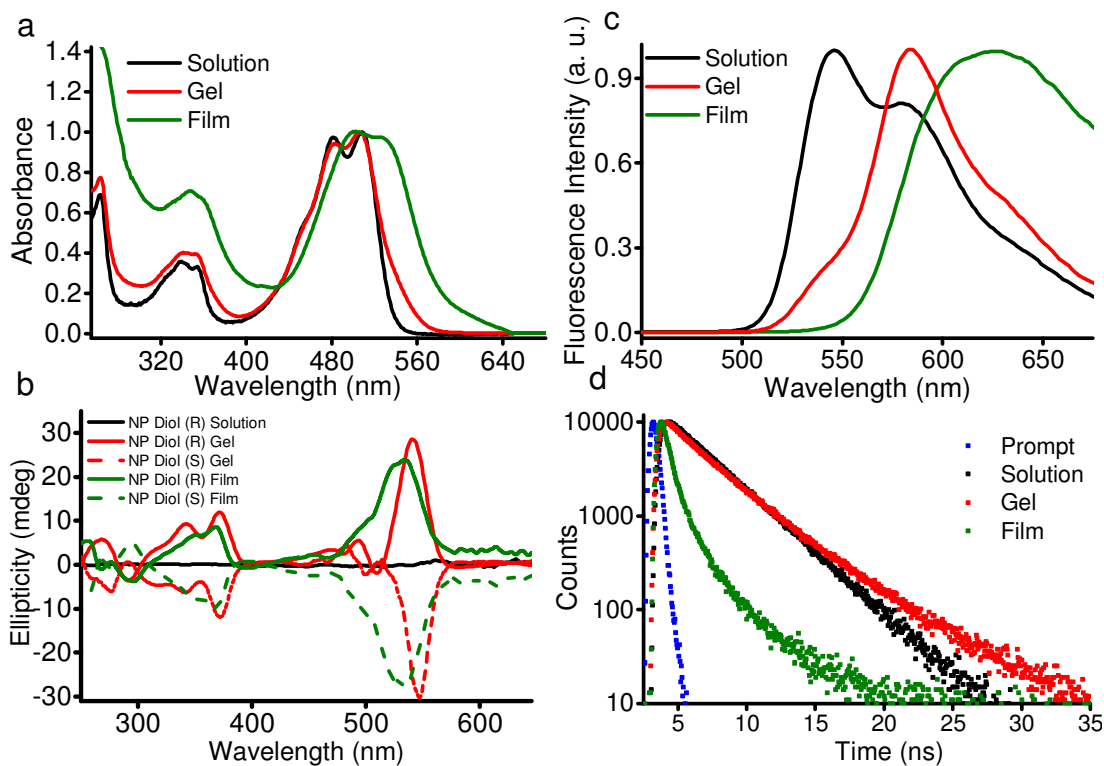 a
1.4
1.2
1.0
0.8
0.6
0.4
0.2
0.0
Absorbance
Solution
Gel
Film
320 400 480 560 640
Wavelength (nm)
b
30
20
10
0
-10
-20
-30
Ellipticity (mdeg)
NP Diol (R) Solution
NP Diol (R) Gel
NP Diol (S) Gel
NP Diol (R) Film
NP Diol (S) Film
300 400 500 600
Wavelength (nm)
c
0.9
0.6
0.3
0.0
Fluorescence Intensity (a. u.)
Solution
Gel
Film
450 500 550 600 650
Wavelength (nm)
d
10000
1000
100
10
Counts
Prompt
Solution
Gel
Film
5 10 15 20 25 30 35
Time (ns)